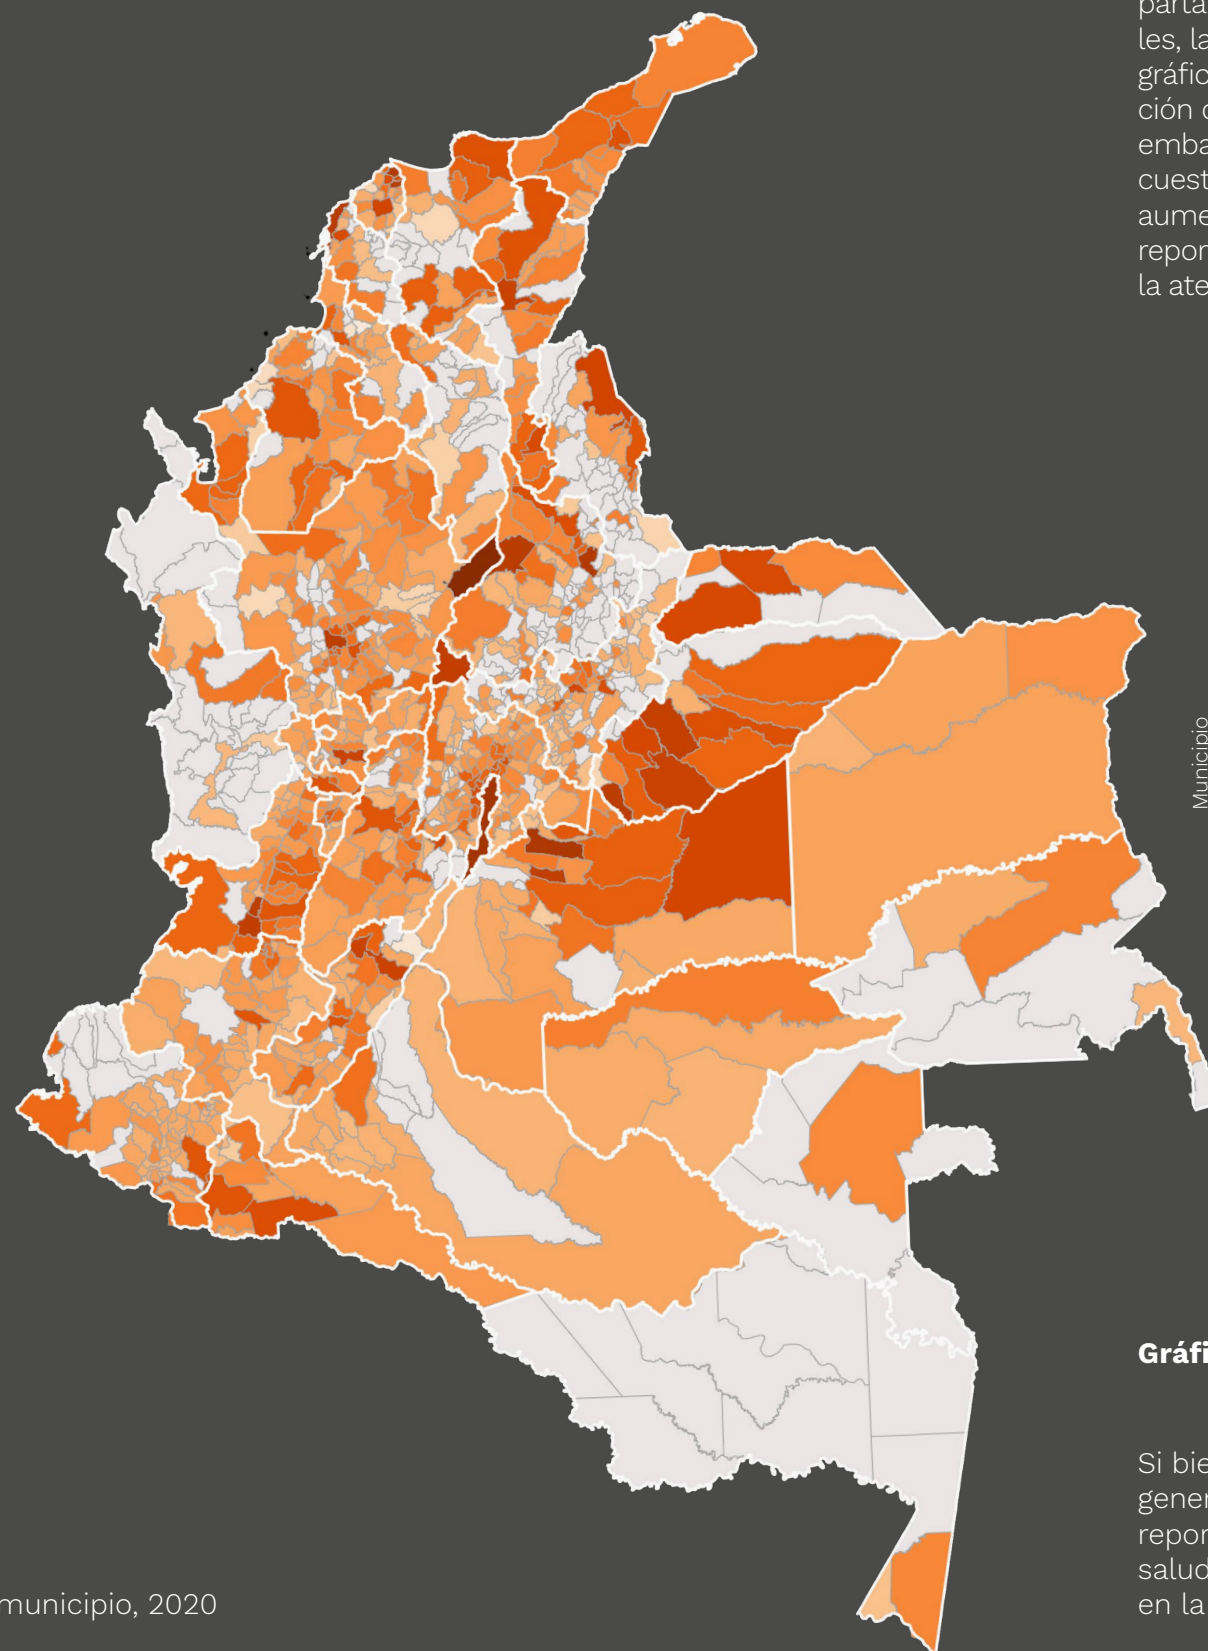 parta
les, la
gráfic
ción d
emba
cuest
aume
repor
la ate
Municipio
Gráfi
Si bie
gener
repor
salud
en la
municipio, 2020